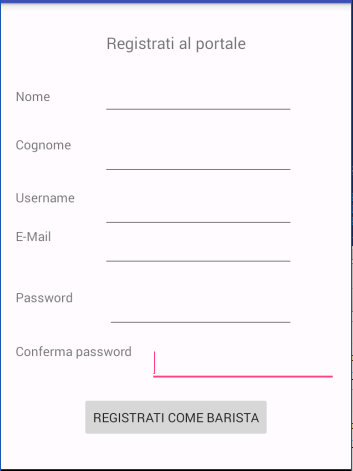 Registrati al portale
Nome
Cognome
Username
E-Mail
Password
Conferma password
REGISTRATI COME BARISTA